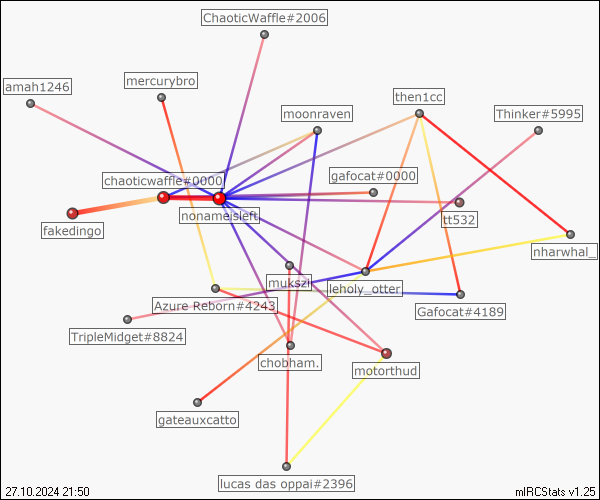 ChaoticWaffle#2006
mercurybro
amah1246
then1cc
moonraven
Thinker#5995
gafocat#0000
chaoticwaffle#0000
nonameisleft
tt532
fakedingo
nharwhal_
mukszi
leholy_otter
Azure Reborn#4243
Gafocat#4189
TripleMidget#8824
chobham.
motorthud
gateauxcatto
lucas das oppai#2396
27.10.2024 21:50
mIRCStats v1.25